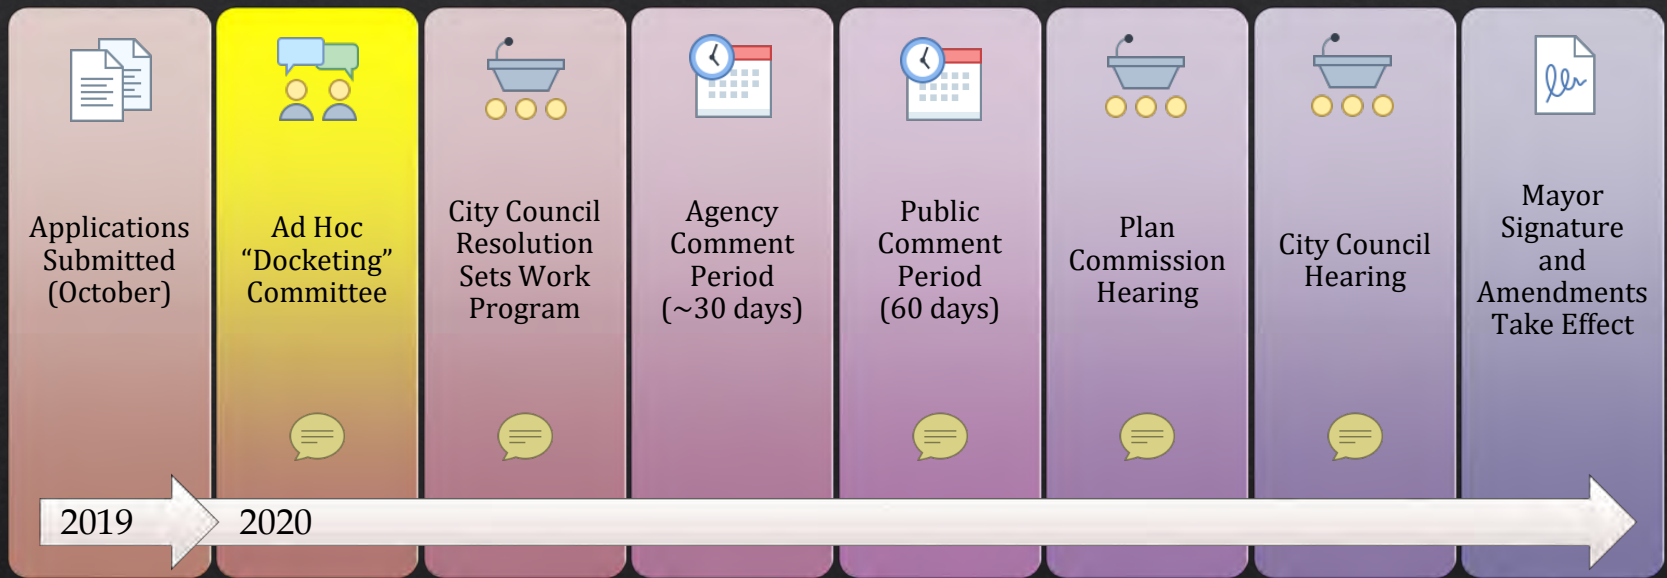 Applications
Submitted
(October)
Ad Hoc
“Docketing”
Committee
City Council
Resolution
Sets Work
Program
Agency
Comment
Period
(~30 days)
Public
Comment
Period
(60 days)
Plan
Commission
Hearing
City Council
Hearing
Mayor
Signature
and
Amendments
Take Effect
2019
2020